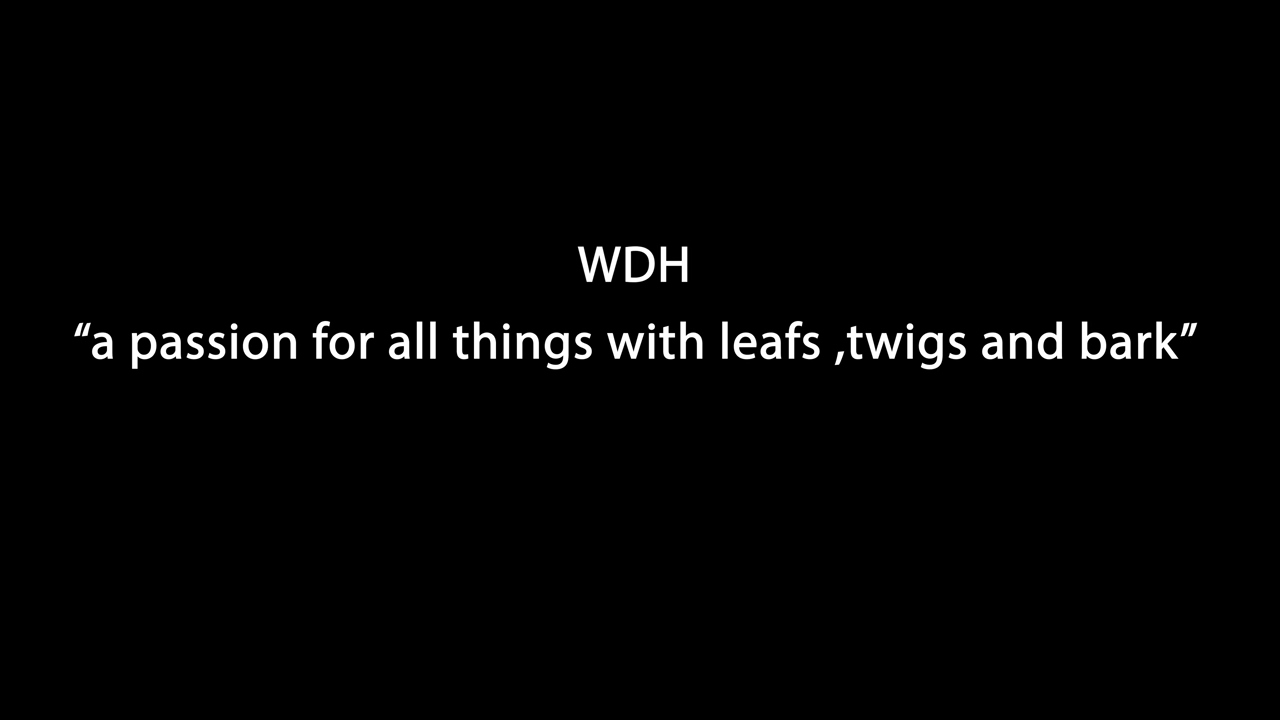 WDH
“a passion for all things with leafs ,twigs and bark”